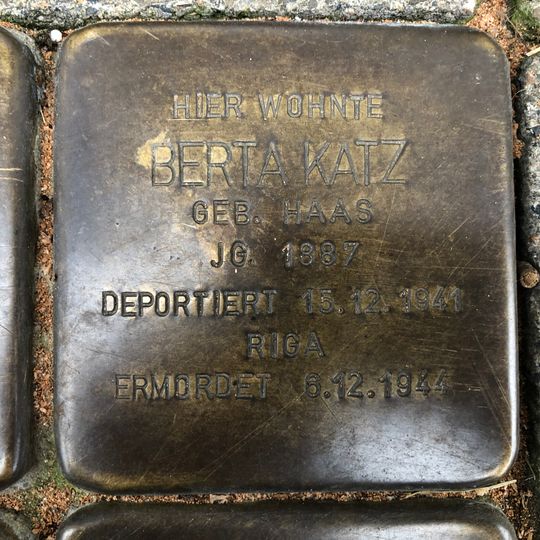 HIER WOHNTE
BERTA KATZ
GEB. HAAS
JG. 1887
DEPORTIERT 15.12.1941
RIGA
ERMORDET 6.12.1944